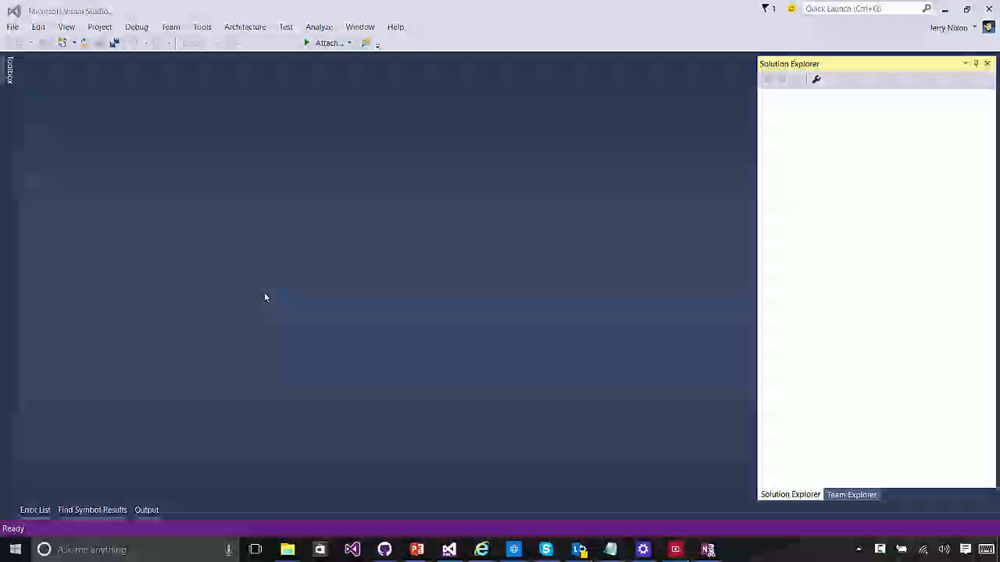 Microsoft Visual Studio
1
Quick Launch (Ctrl+Q)
File Edit View Project Debug Team Tools Architecture Test Analyze Window Help
Jerry Nixon
Attach...
Toolbox
Solution Explorer
Solution Explorer Team Explorer
Error List Find Symbol Results Output
Ready
Ask me anything